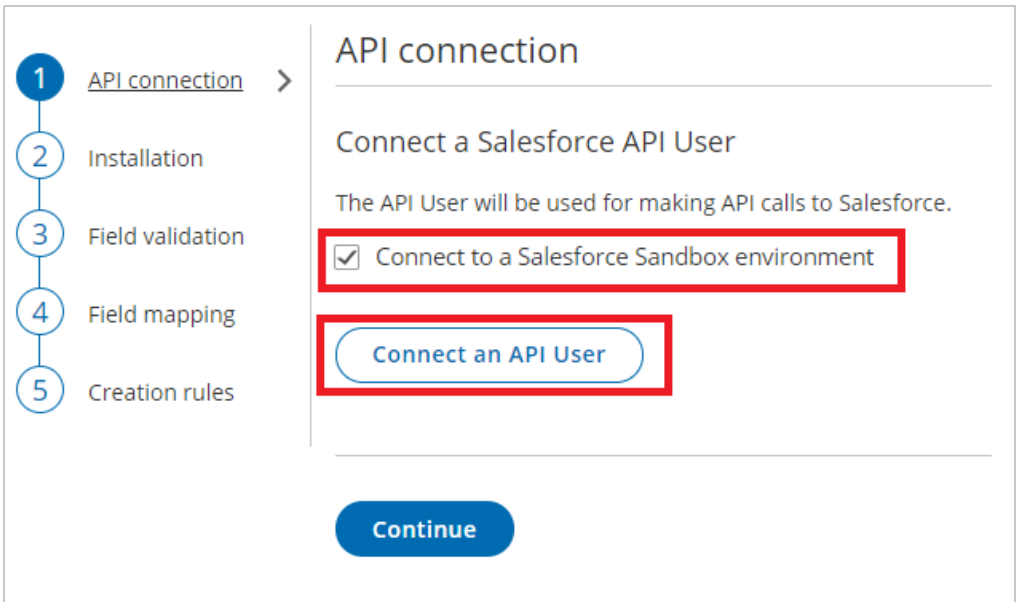 1 API connection
2 Installation
3 Field validation
4 Field mapping
5 Creation rules
API connection
Connect a Salesforce API User
The API User will be used for making API calls to Salesforce.
Connect to a Salesforce Sandbox environment
Connect an API User
Continue